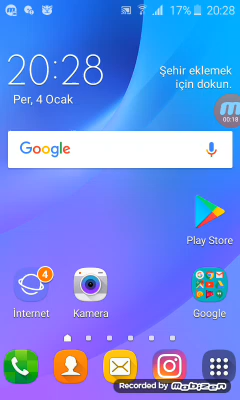 17% 20:28
20:28
Per, 4 Ocak
Şehir eklemek
için dokun.
00:18
Google
Play Store
4
İnternet
Kamera
Google
Recorded by
MOBIZEN